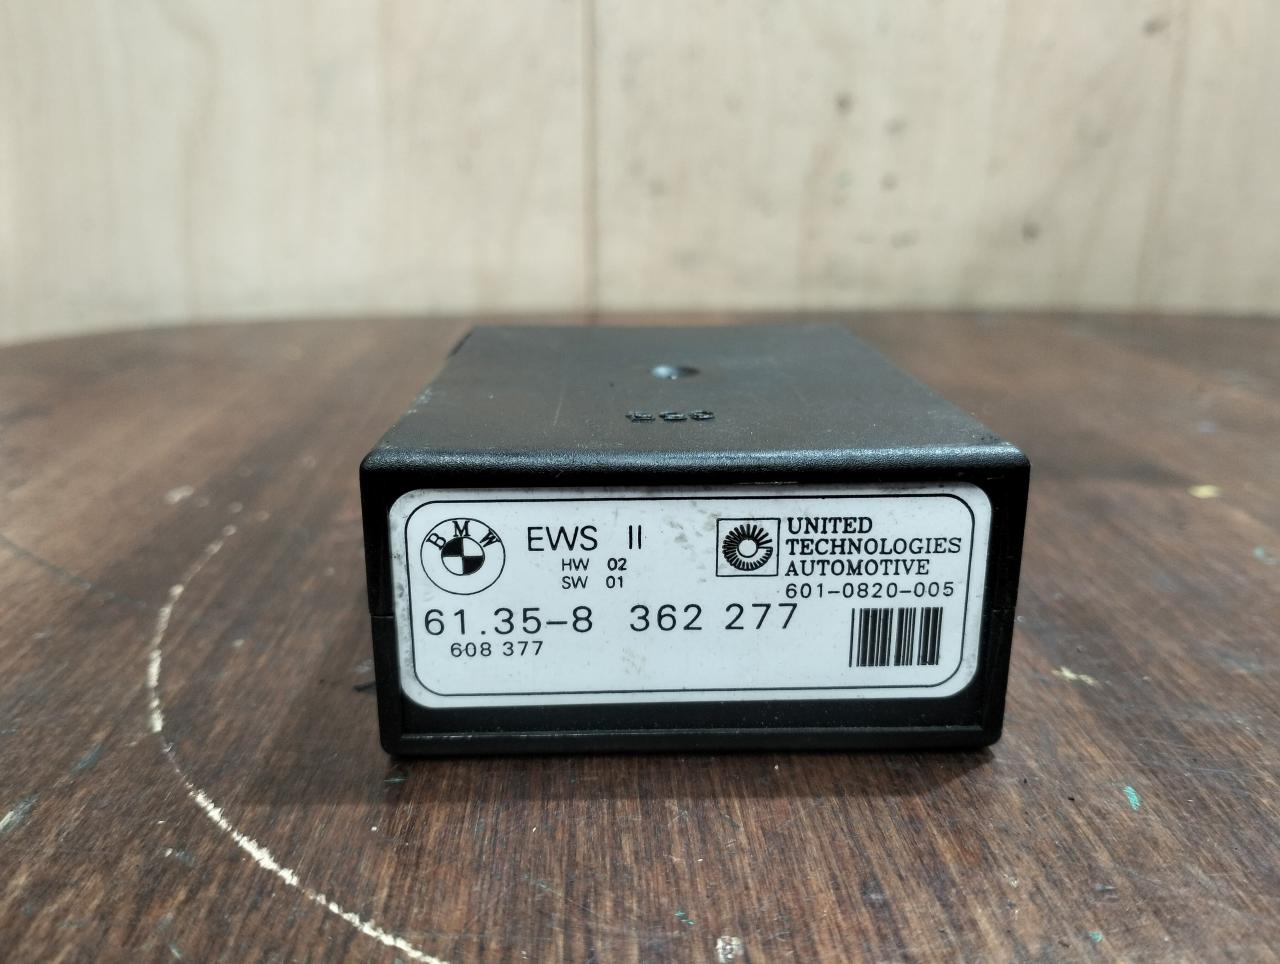 BMW
EWS II
HW 02
SW 01
UNITED
TECHNOLOGIES
AUTOMOTIVE
601-0820-005
61.35-8 362 277
608 377